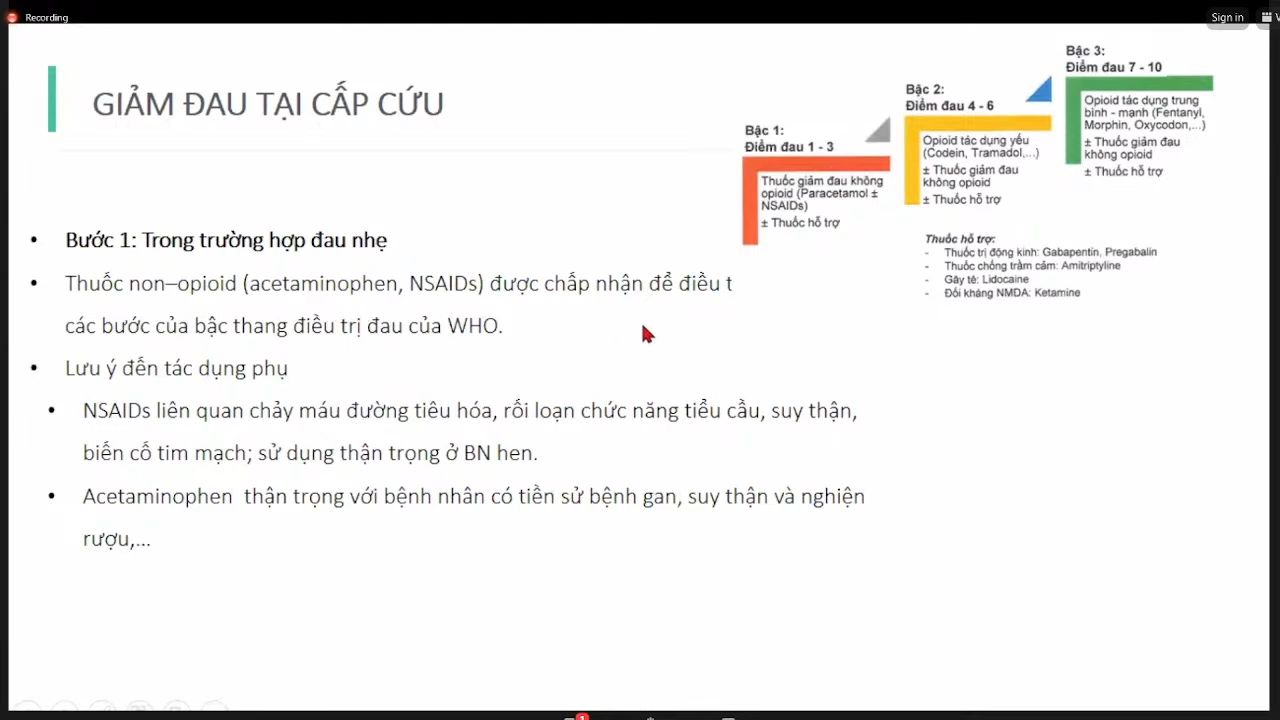 Recording
Sign in
GIẢM ĐAU TẠI CẤP CỨU
Bậc 1:
Điểm đau 1 - 3
Thuốc giảm đau không
opioid (Paracetamol ±
NSAIDs)
± Thuốc hỗ trợ
Bậc 2:
Điểm đau 4 - 6
Opioid tác dụng yếu
(Codein, Tramadol,...)
± Thuốc giảm đau
không opioid
± Thuốc hỗ trợ
Bậc 3:
Điểm đau 7 - 10
Opioid tác dụng trung
bình - mạnh (Fentanyl,
Morphin, Oxycodon,...)
± Thuốc giảm đau
không opioid
± Thuốc hỗ trợ
Thuốc hỗ trợ:
- Thuốc trị động kinh: Gabapentin, Pregabalin
- Thuốc chống trầm cảm: Amitriptyline
- Gây tê: Lidocaine
- Đối kháng NMDA: Ketamine
• Bước 1: Trong trường hợp đau nhẹ
• Thuốc non–opioid (acetaminophen, NSAIDs) được chấp nhận để điều t
các bước của bậc thang điều trị đau của WHO.
• Lưu ý đến tác dụng phụ
• NSAIDs liên quan chảy máu đường tiêu hóa, rối loạn chức năng tiểu cầu, suy thận,
biến cố tim mạch; sử dụng thận trọng ở BN hen.
• Acetaminophen thận trọng với bệnh nhân có tiền sử bệnh gan, suy thận và nghiện
rượu,...
1